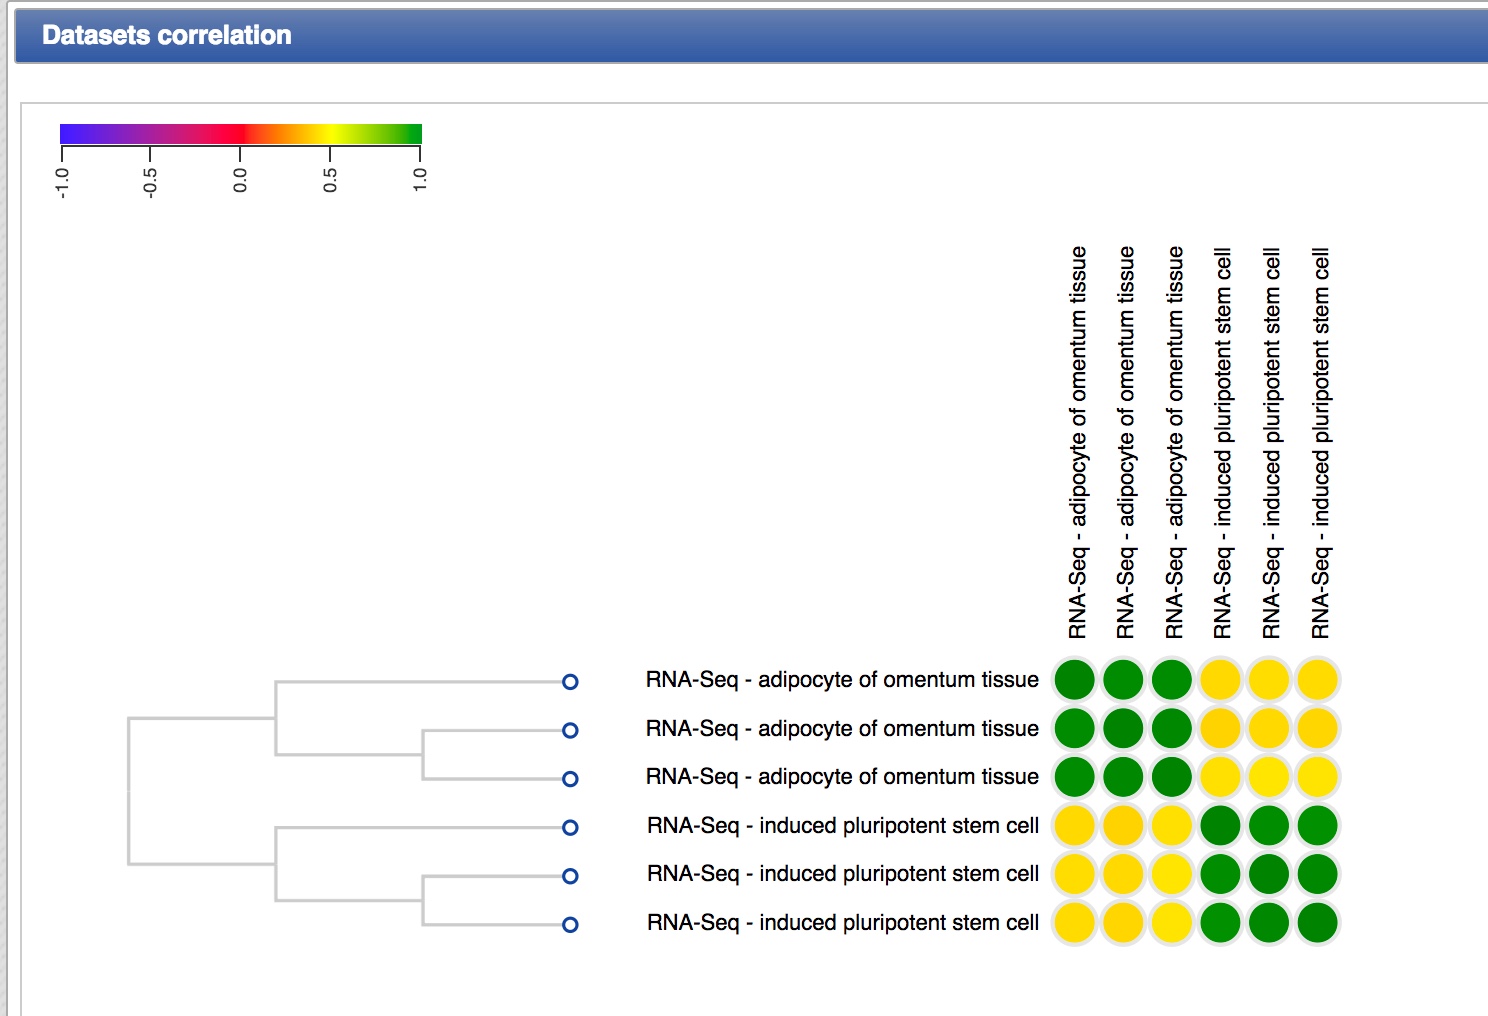 Datasets correlation
-1.0
-0.5
0.0
0.5
1.0
RNA-Seq - adipocyte of omentum tissue
RNA-Seq - adipocyte of omentum tissue
RNA-Seq - adipocyte of omentum tissue
RNA-Seq - induced pluripotent stem cell
RNA-Seq - induced pluripotent stem cell
RNA-Seq - induced pluripotent stem cell
RNA-Seq - adipocyte of omentum tissue
RNA-Seq - adipocyte of omentum tissue
RNA-Seq - adipocyte of omentum tissue
RNA-Seq - induced pluripotent stem cell
RNA-Seq - induced pluripotent stem cell
RNA-Seq - induced pluripotent stem cell